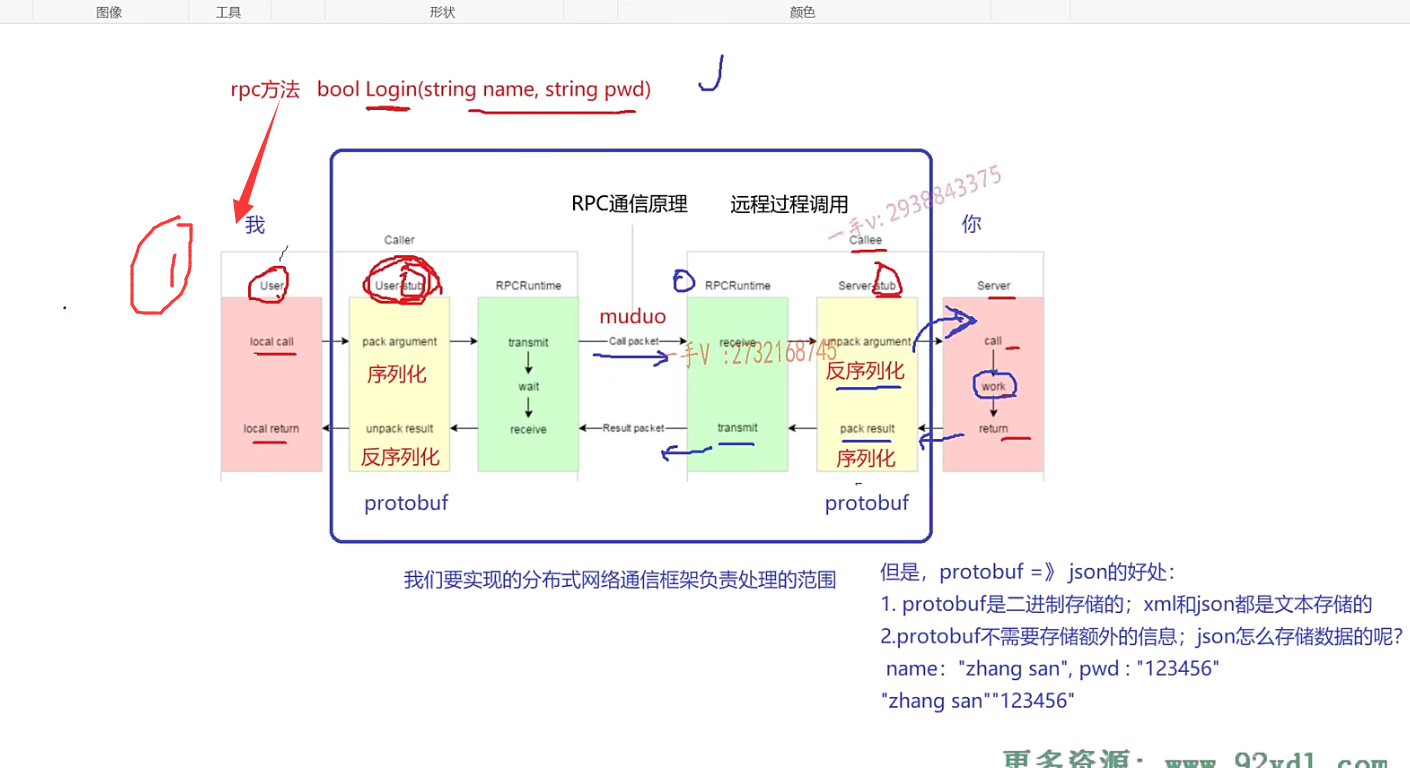 图像 工具 形状 颜色
rpc方法 bool Login(string name, string pwd)
RPC通信原理 远程过程调用
一手v: 2938843375
我 你
Caller Callee
User User-stub RPCRuntime RPCRuntime Server-stub Server
muduo
local call pack argument transmit Call packet receive unpack argument call
一手V :2732168745
序列化 反序列化
wait work
local return unpack result receive Result packet transmit pack result return
反序列化 序列化
protobuf protobuf
我们要实现的分布式网络通信框架负责处理的范围
但是，protobuf =》 json的好处：
1. protobuf是二进制存储的；xml和json都是文本存储的
2.protobuf不需要存储额外的信息；json怎么存储数据的呢？
name："zhang san", pwd : "123456"
"zhang san""123456"
更多资源：www.92xdl.com